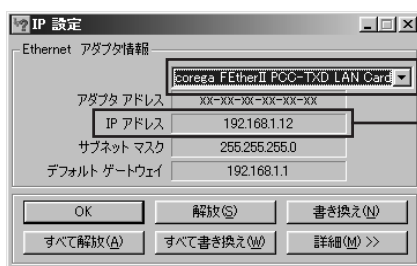 IP 設定
Ethernet アダプタ情報
corega FEtherII PCC-TXD LAN Card
アダプタ アドレス XX-XX-XX-XX-XX-XX
IP アドレス 192.168.1.12
サブネット マスク 255.255.255.0
デフォルト ゲートウェイ 192.168.1.1
OK 解放(S) 書き換え(N)
すべて解放(A) すべて書き換え(W) 詳細(M) >>